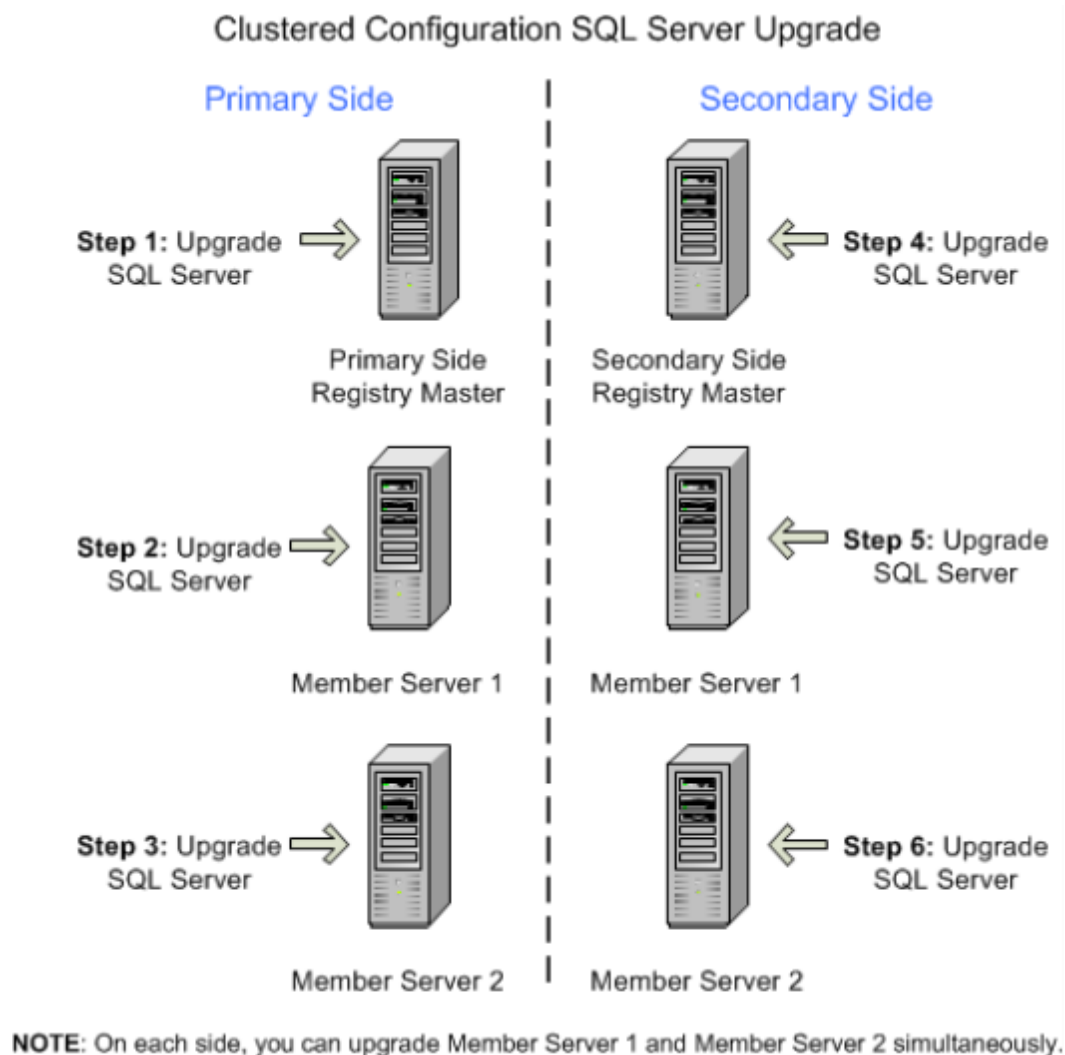 Clustered Configuration SQL Server Upgrade
Primary Side
Secondary Side
Step 1: Upgrade
SQL Server
Step 4: Upgrade
SQL Server
Primary Side
Registry Master
Secondary Side
Registry Master
Step 2: Upgrade
SQL Server
Step 5: Upgrade
SQL Server
Member Server 1
Member Server 1
Step 3: Upgrade
SQL Server
Step 6: Upgrade
SQL Server
Member Server 2
Member Server 2
NOTE: On each side, you can upgrade Member Server 1 and Member Server 2 simultaneously.